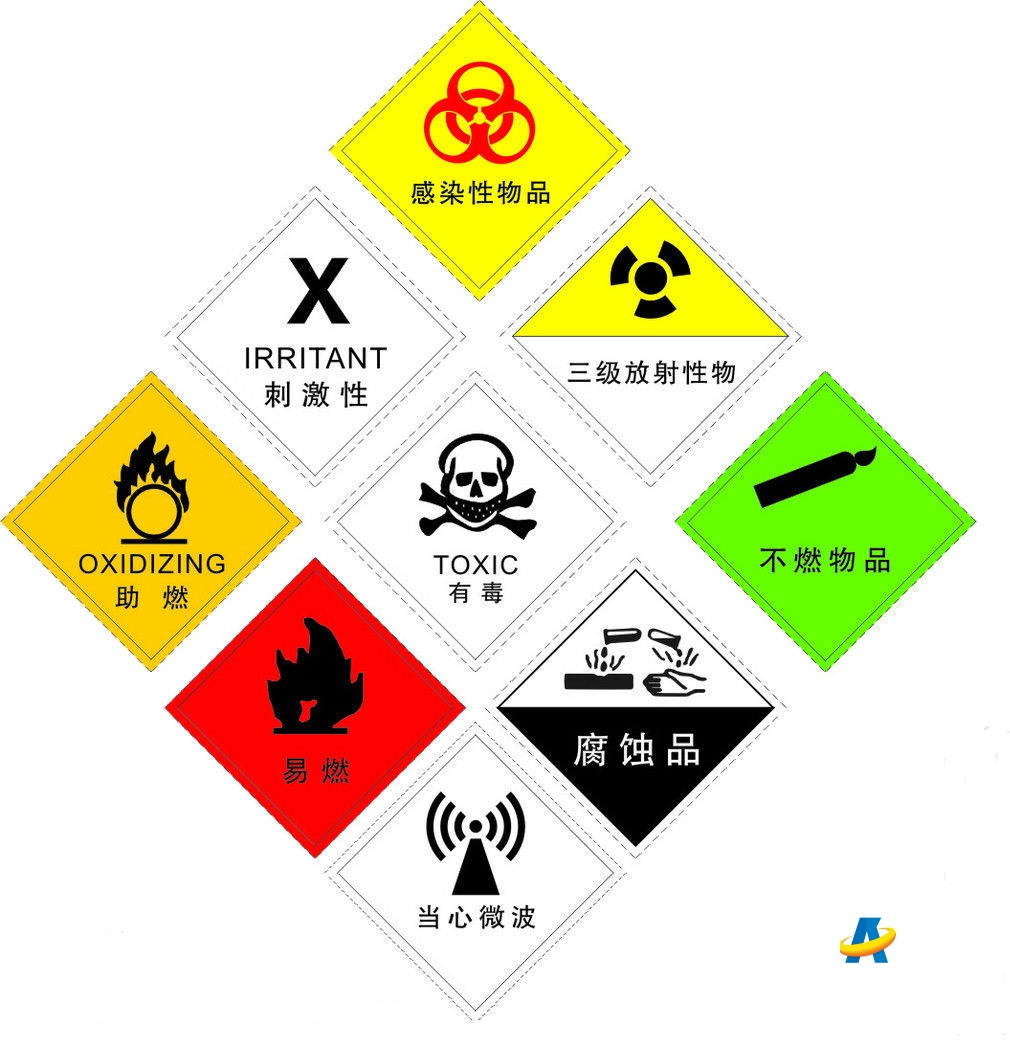 感染性物品
X
IRRITANT
刺激性
三级放射性物
OXIDIZING
助燃
TOXIC
有毒
不燃物品
易燃
腐蚀品
当心微波